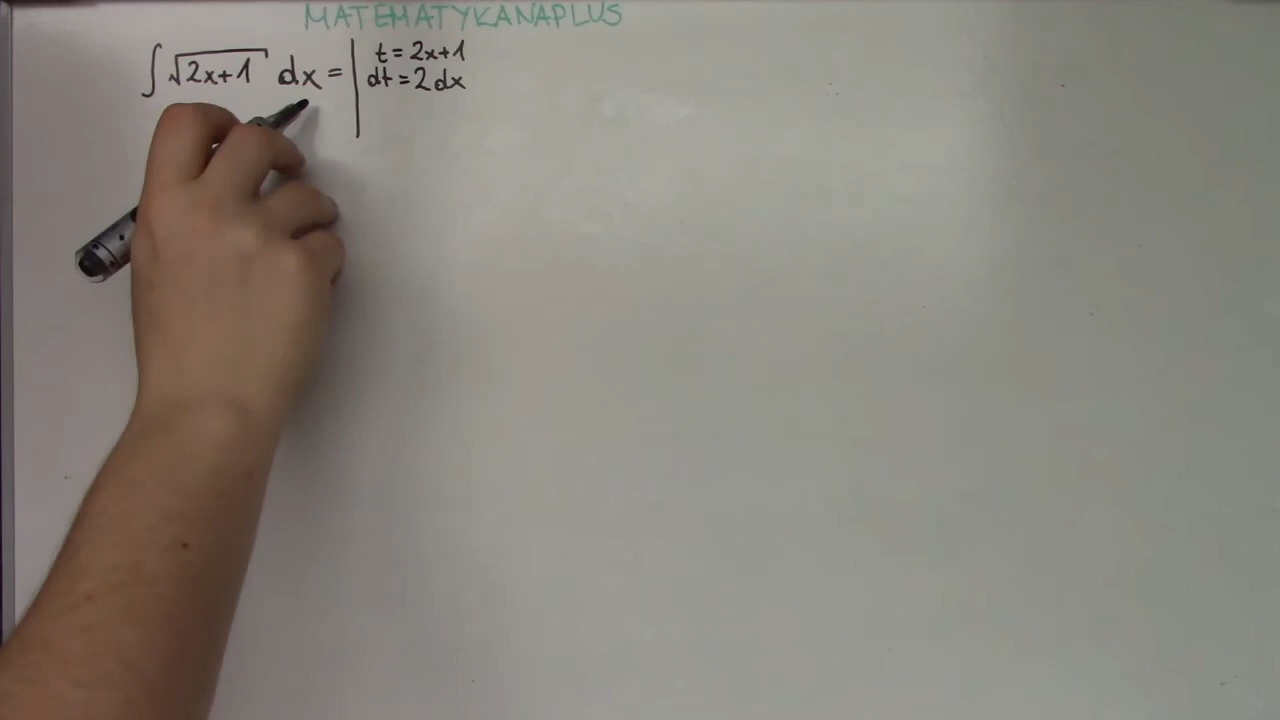 MATEMATYKANAPLUS
∫√2x+1 dx = | t = 2x+1
dt = 2dx